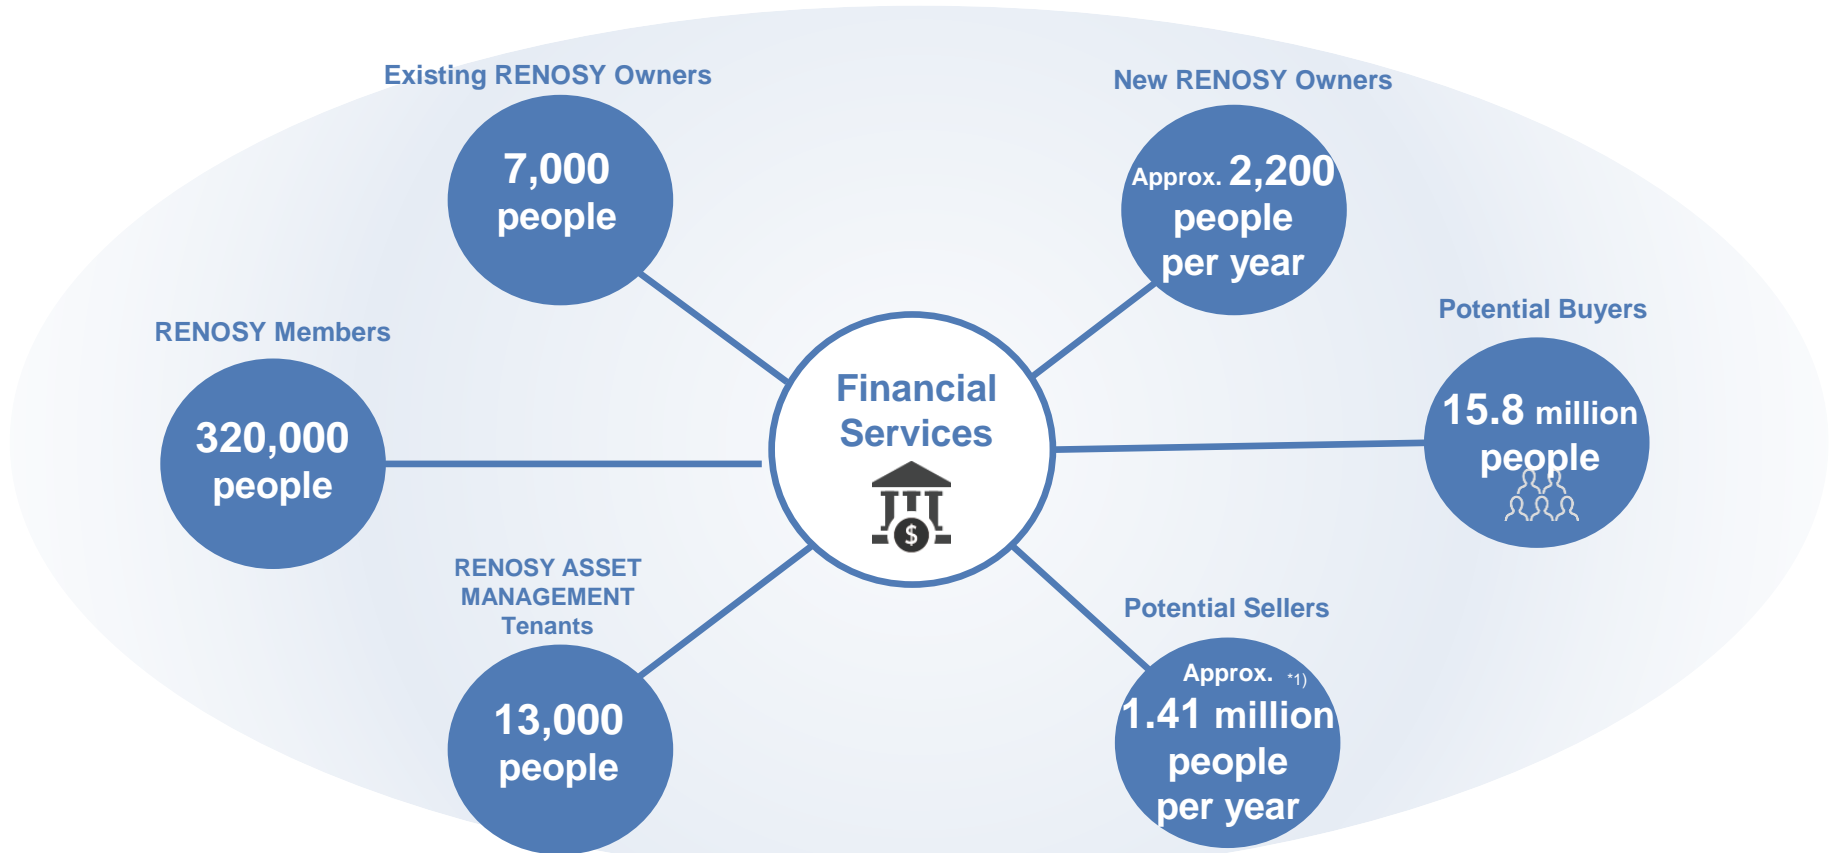 Existing RENOSY Owners
7,000
people
New RENOSY Owners
Approx. 2,200
people
per year
RENOSY Members
320,000
people
Financial
Services
$
Potential Buyers
15.8 million
people
RENOSY ASSET
MANAGEMENT
Tenants
13,000
people
Potential Sellers
Approx. *1)
1.41 million
people
per year